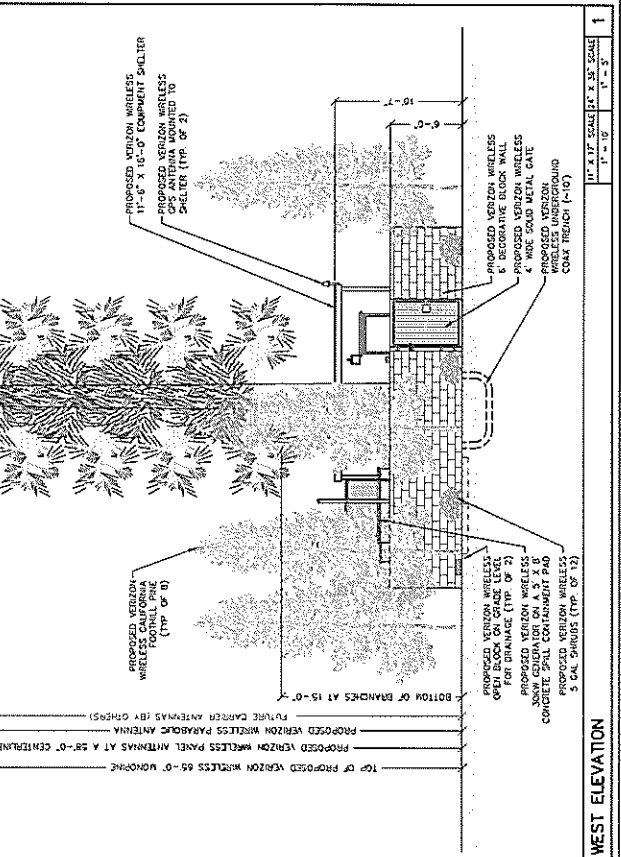 PROPOSED VERIZON WIRELESS
11'-6" X 16'-0" EQUIPMENT SHELTER
PROPOSED VERIZON WIRELESS
GPS ANTENNA MOUNTED TO
SHELTER (TYP. OF 2)
10'-7"
6'-0"
PROPOSED VERIZON
WIRELESS CALIFORNIA
FOOTHILL PINE
(TYP OF 8)
PROPOSED VERIZON WIRELESS
6' DECORATIVE BLOCK WALL
PROPOSED VERIZON WIRELESS
4' WIDE SOLID METAL GATE
PROPOSED VERIZON
WIRELESS UNDERGROUND
COAX TRENCH (~10')
PROPOSED VERIZON WIRELESS
OPEN BLOCK ON GRADE LEVEL
FOR DRAINAGE (TYP. OF 2)
PROPOSED VERIZON WIRELESS
30KW GENERATOR ON A 5' X 8'
CONCRETE SPILL CONTAINMENT PAD
PROPOSED VERIZON WIRELESS
5 GAL SHRUBS (TYP OF 12)
BOTTOM OF BRANCHES AT 15'-0"
FUTURE CARRIER ANTENNAS (BY OTHERS)
PROPOSED VERIZON WIRELESS PARABOLIC ANTENNA
PROPOSED VERIZON WIRELESS PANEL ANTENNAS AT A 58'-0" CENTERLINE
TOP OF PROPOSED VERIZON WIRELESS 65'-0" MONOPINE
WEST ELEVATION
11" X 17" SCALE
1" = 10'
24" X 36" SCALE
1" = 5'
1